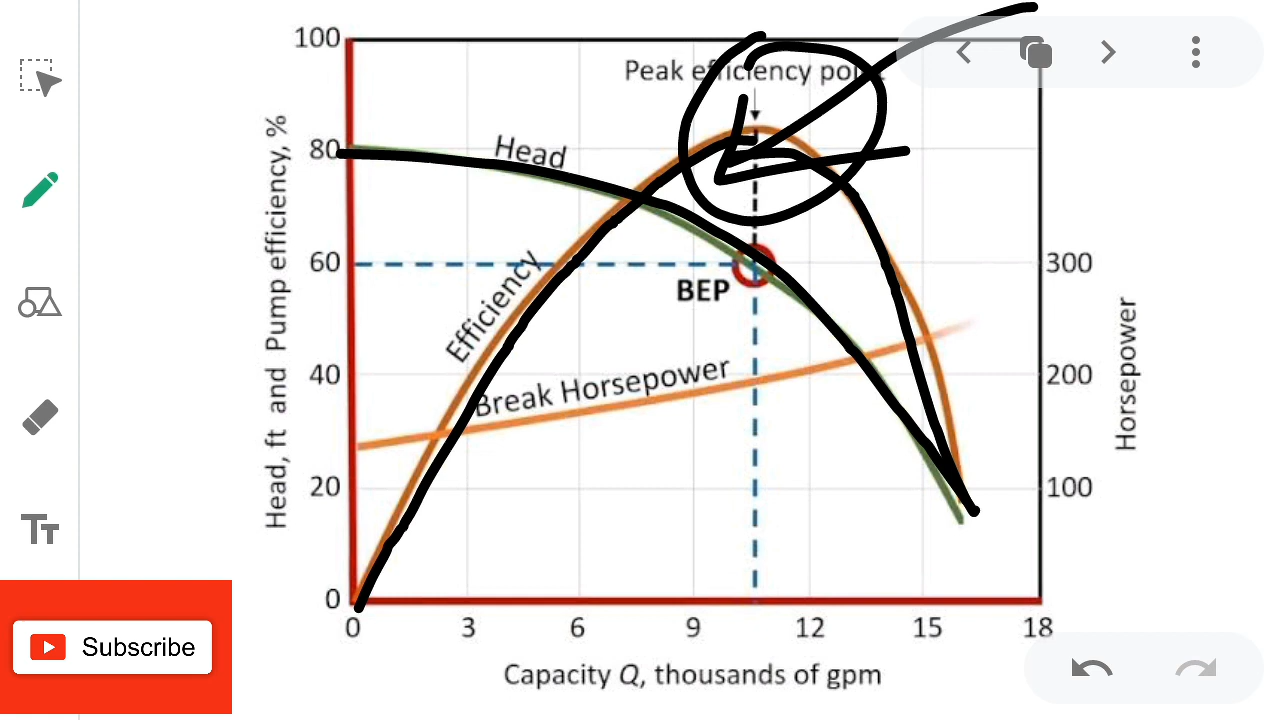 100
Peak efficiency point
80
Head
Head, ft and Pump efficiency, %
60
Efficiency
BEP
300
40
Break Horsepower
200
Horsepower
20
100
0
0 3 6 9 12 15 18
Capacity Q, thousands of gpm
TT
Subscribe